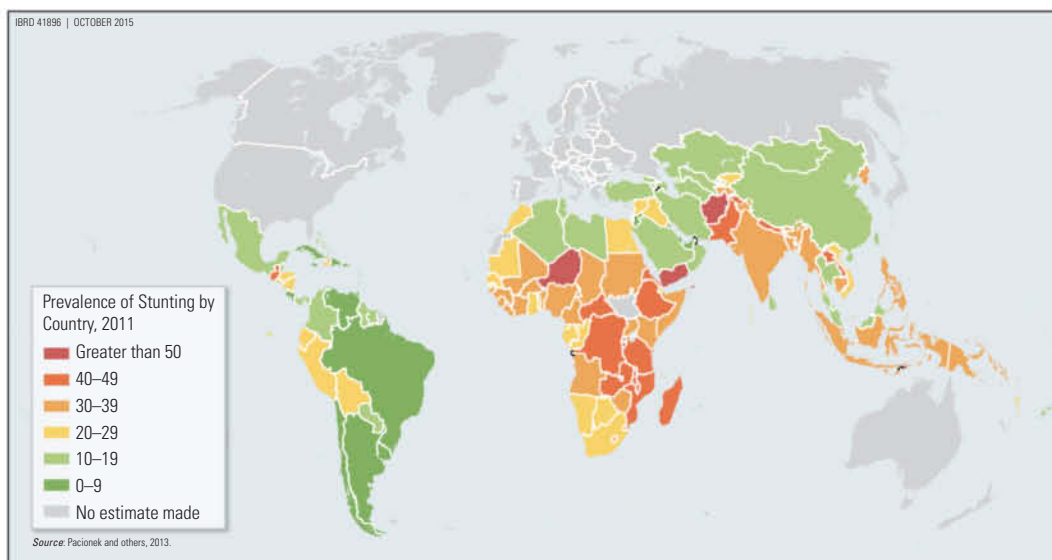 IBRD 41896 | OCTOBER 2015
Prevalence of Stunting by
Country, 2011
Greater than 50
40–49
30–39
20–29
10–19
0–9
No estimate made
Source: Pacionek and others, 2013.